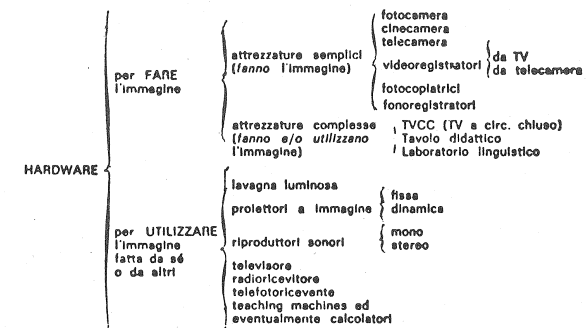 HARDWARE
per FARE
l'immagine
attrezzature semplici
(fanno l'immagine)
fotocamera
cinecamera
telecamera
videoregistratori
da TV
da telecamera
fotocopiatrici
fonoregistratori
attrezzature complesse
(fanno e/o utilizzano
l'immagine)
TVCC (TV a circ. chiuso)
Tavolo didattico
Laboratorio linguistico
per UTILIZZARE
l'immagine
fatta da sé
o da altri
lavagna luminosa
proiettori a immagine
fissa
dinamica
riproduttori sonori
mono
stereo
televisore
radioricevitore
telefotoricevente
teaching machines ed
eventualmente calcolatori